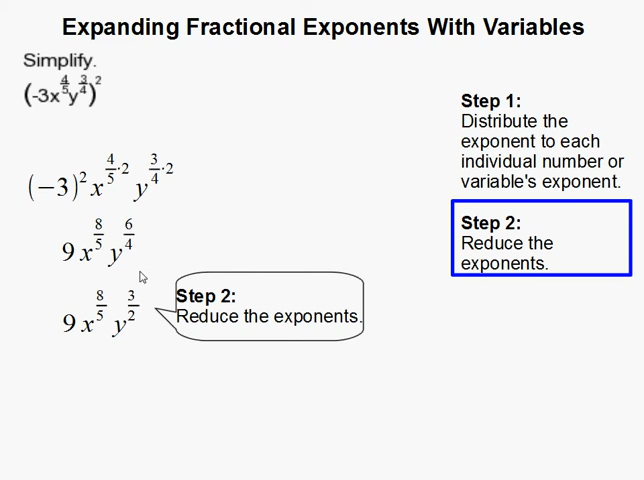 Expanding Fractional Exponents With Variables
Simplify.
(-3x^{4/5}y^{3/4})^2
(−3)^2 x^{4/5·2} y^{3/4·2}
9x^{8/5} y^{6/4}
9x^{8/5} y^{3/2}
Step 2:
Reduce the exponents.
Step 1:
Distribute the
exponent to each
individual number or
variable's exponent.
Step 2:
Reduce the
exponents.